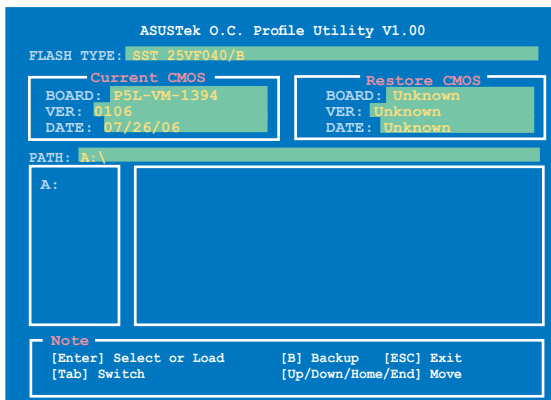 ASUSTek O.C. Profile Utility V1.00
FLASH TYPE: SST 25VF040/B
Current CMOS
BOARD: P5L-VM-1394
VER: 0106
DATE: 07/26/06
Restore CMOS
BOARD: Unknown
VER: Unknown
DATE: Unknown
PATH: A:\
A:
Note
[Enter] Select or Load [B] Backup [ESC] Exit
[Tab] Switch [Up/Down/Home/End] Move